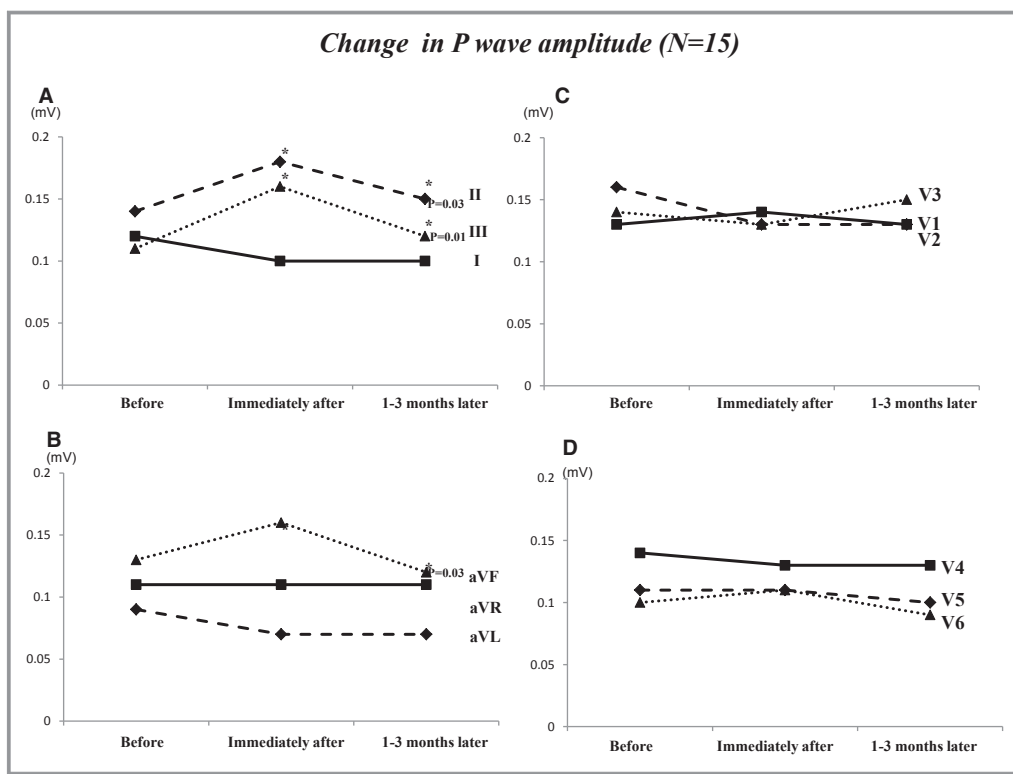 Change in P wave amplitude (N=15)
A
(mV)
0.2
0.15
0.1
0.05
0
*
*
*
P=0.03
II
*
P=0.01
III
I
Before Immediately after 1-3 months later
C
(mV)
0.2
0.15
0.1
0.05
0
V3
V1
V2
Before Immediately after 1-3 months later
B
(mV)
0.2
0.15
0.1
0.05
0
*
*
P=0.03
aVF
aVR
aVL
Before Immediately after 1-3 months later
D
(mV)
0.2
0.15
0.1
0.05
0
V4
V5
V6
Before Immediately after 1-3 months later